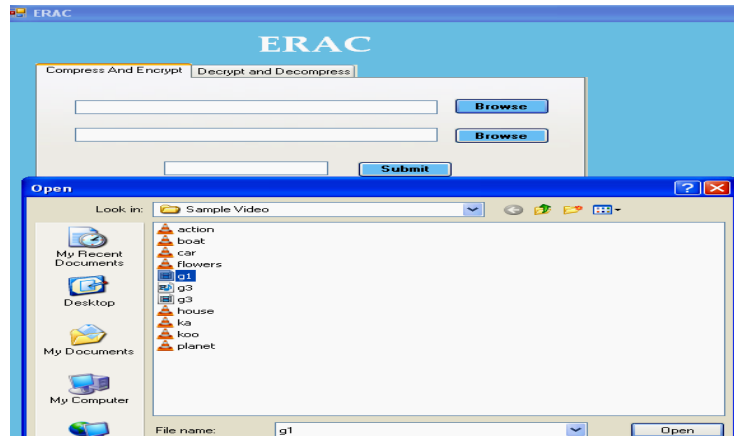 ERAC
ERAC
Compress And Encrypt Decrypt and Decompress
Browse
Browse
Submit
Open
Look in: Sample Video
action
boat
car
flowers
g1
g3
g3
house
ka
koo
planet
My Recent
Documents
Desktop
My Documents
My Computer
File name: g1 Open